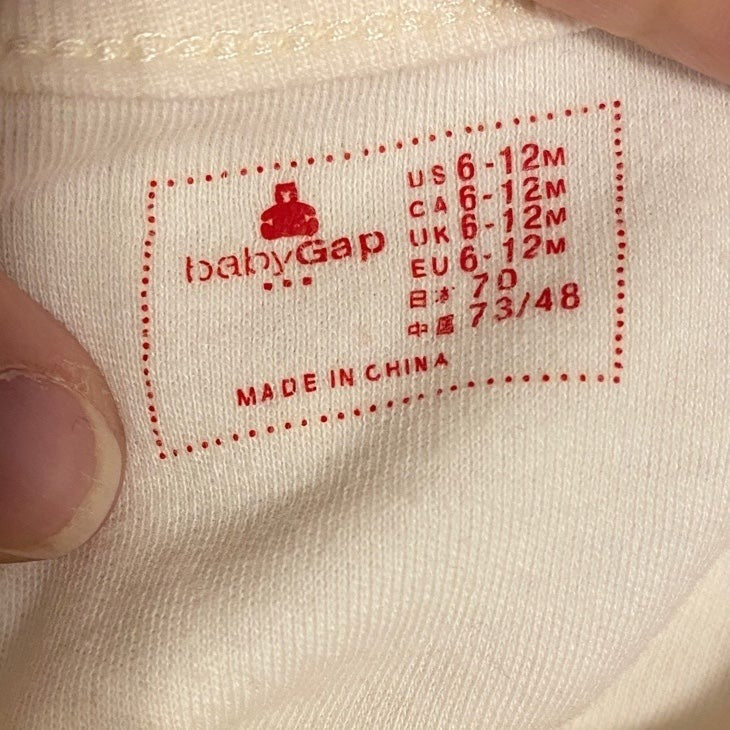 babyGap
US 6-12M
CA 6-12M
UK 6-12M
EU 6-12M
日本 70
中国 73/48
MADE IN CHINA